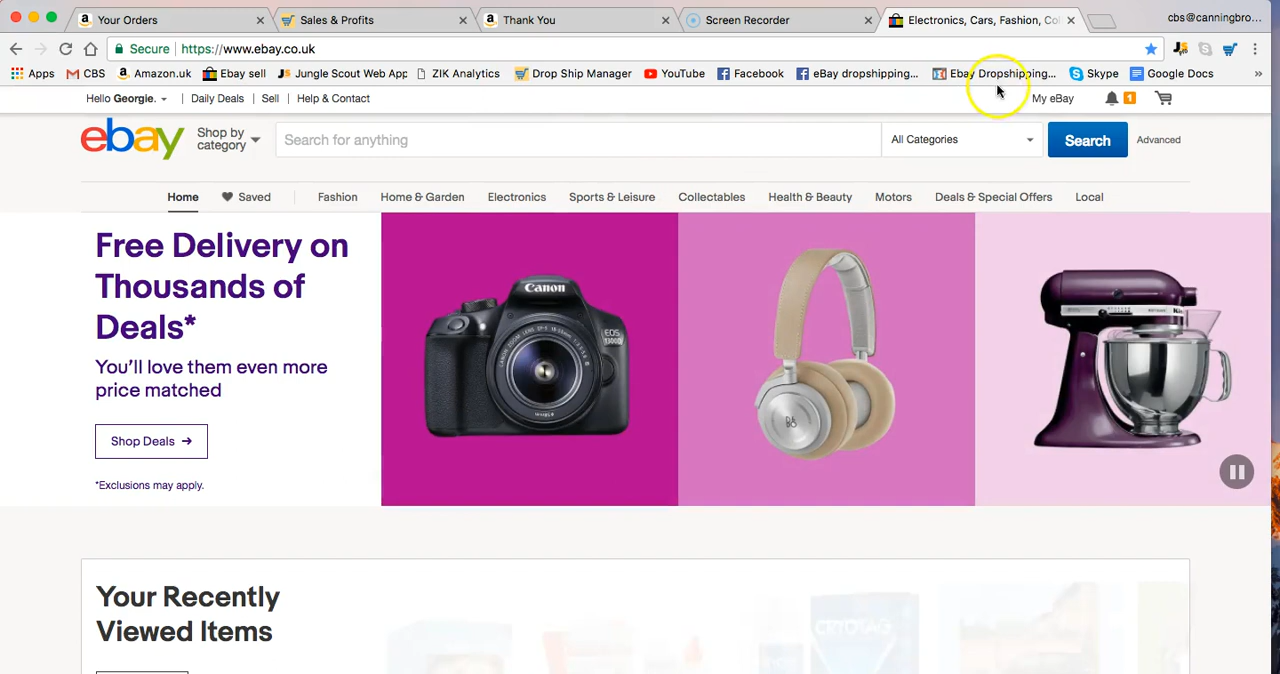 Your Orders
Sales & Profits
Thank You
Screen Recorder
Electronics, Cars, Fashion, Co
cbs@canningbro...
Secure https://www.ebay.co.uk
Apps CBS Amazon.uk Ebay sell Jungle Scout Web App ZIK Analytics Drop Ship Manager YouTube Facebook eBay dropshipping... Ebay Dropshipping... Skype Google Docs »
Hello Georgie. Daily Deals Sell Help & Contact My eBay 1
ebay Shop by category Search for anything All Categories Search Advanced
Home Saved Fashion Home & Garden Electronics Sports & Leisure Collectables Health & Beauty Motors Deals & Special Offers Local
Free Delivery on
Thousands of
Deals*
You'll love them even more
price matched
Shop Deals →
*Exclusions may apply.
Canon
EOS
1300D
Your Recently
Viewed Items
CRYOTAG